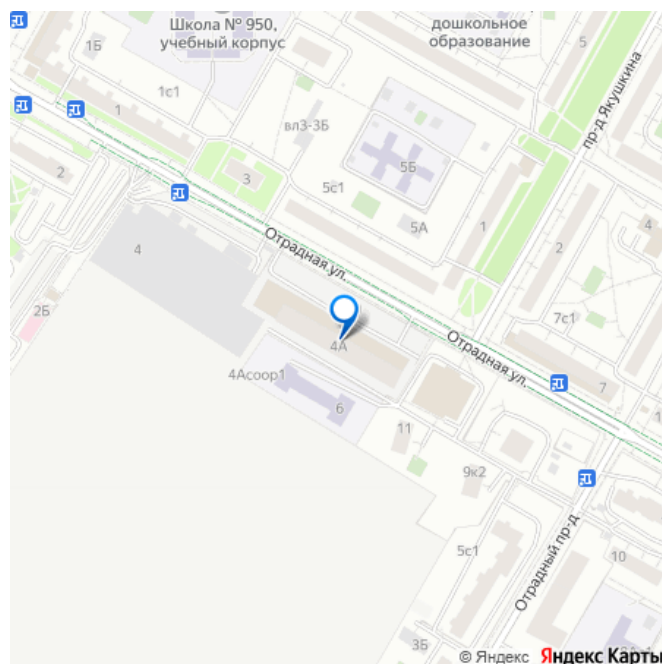 Школа № 950,
учебный корпус
дошкольное
образование
5
1Б
1с1
1
вл3-3Б
пр-д Якушкина
2
3
5с1
5Б
5А
1
2
4
4
Отрадная ул.
7с1
2Б
4А
Отрадная ул.
4Асоор1
6
7
11
9к2
5с1
Отрадный пр-д
10
3Б
© Яндекс Яндекс Карты